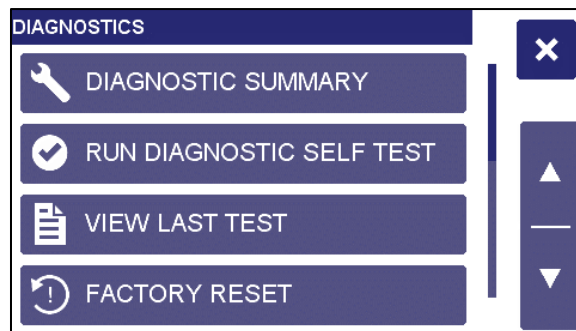 DIAGNOSTICS
DIAGNOSTIC SUMMARY
RUN DIAGNOSTIC SELF TEST
VIEW LAST TEST
FACTORY RESET